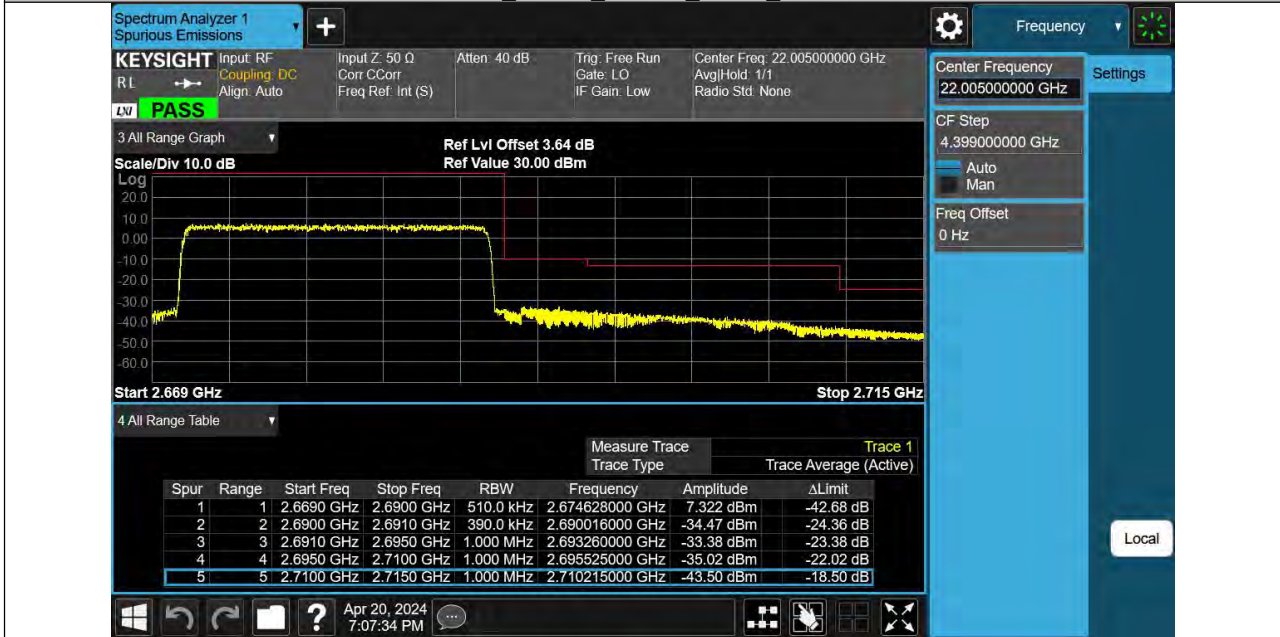 Spectrum Analyzer 1
Spurious Emissions
Frequency
KEYSIGHT Input: RF Input Z: 50 Ω Atten: 40 dB Trig: Free Run Center Freq: 22.005000000 GHz
RL Coupling: DC Corr CCorr Gate: LO Avg|Hold: 1/1
Align: Auto Freq Ref: Int (S) IF Gain: Low Radio Std: None
LXI PASS
Center Frequency
22.005000000 GHz
Settings
CF Step
4.399000000 GHz
Auto
Man
Freq Offset
0 Hz
3 All Range Graph
Ref Lvl Offset 3.64 dB
Scale/Div 10.0 dB Ref Value 30.00 dBm
Log
20.0
10.0
0.00
-10.0
-20.0
-30.0
-40.0
-50.0
-60.0
Start 2.669 GHz Stop 2.715 GHz
4 All Range Table
Measure Trace Trace 1
Trace Type Trace Average (Active)
Spur Range Start Freq Stop Freq RBW Frequency Amplitude ΔLimit
1 1 2.6690 GHz 2.6900 GHz 510.0 kHz 2.674628000 GHz 7.322 dBm -42.68 dB
2 2 2.6900 GHz 2.6910 GHz 390.0 kHz 2.690016000 GHz -34.47 dBm -24.36 dB
3 3 2.6910 GHz 2.6950 GHz 1.000 MHz 2.693260000 GHz -33.38 dBm -23.38 dB
4 4 2.6950 GHz 2.7100 GHz 1.000 MHz 2.695525000 GHz -35.02 dBm -22.02 dB
5 5 2.7100 GHz 2.7150 GHz 1.000 MHz 2.710215000 GHz -43.50 dBm -18.50 dB
Local
? Apr 20, 2024
7:07:34 PM